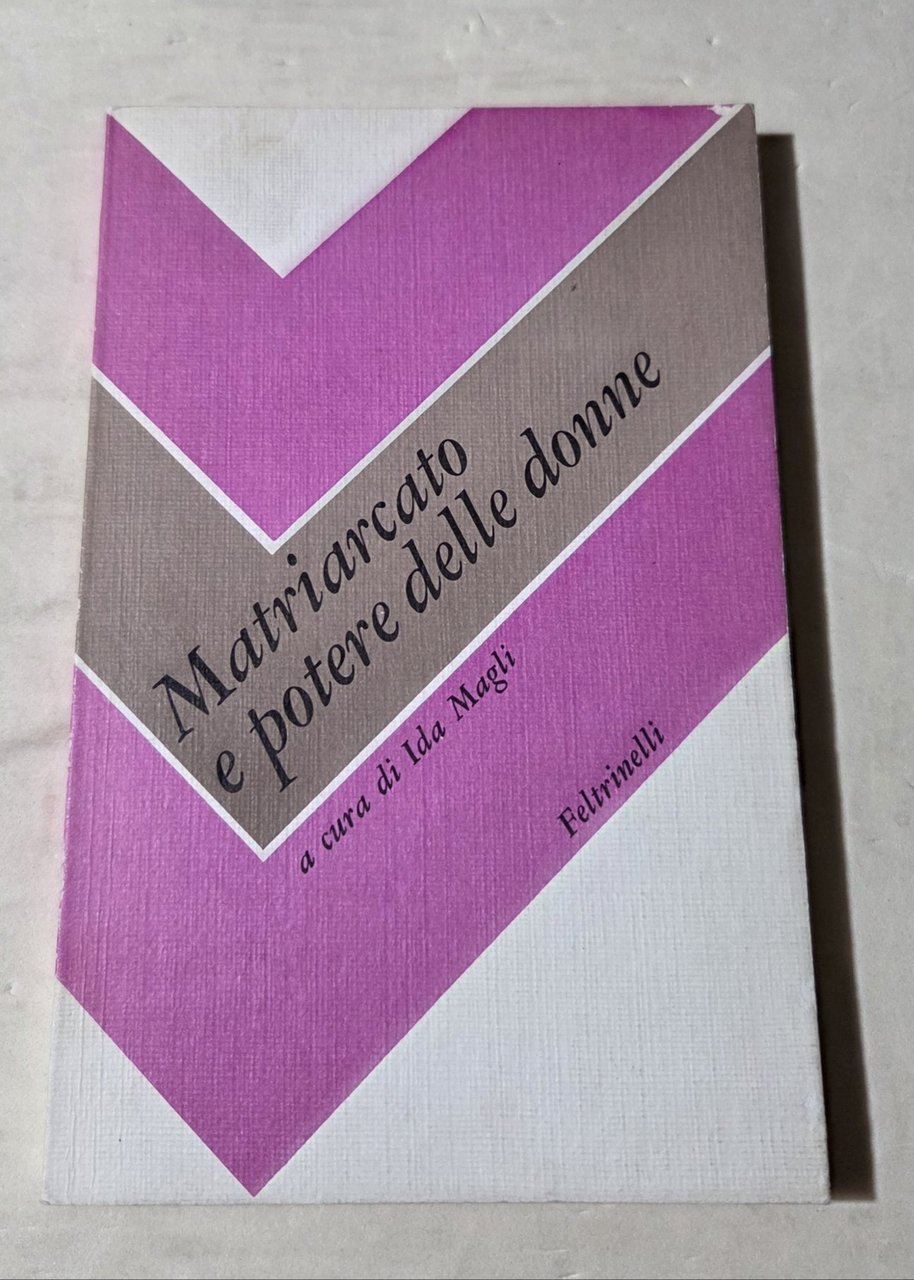 Matriarcato
e potere delle donne
a cura di Ida Magli
Feltrinelli